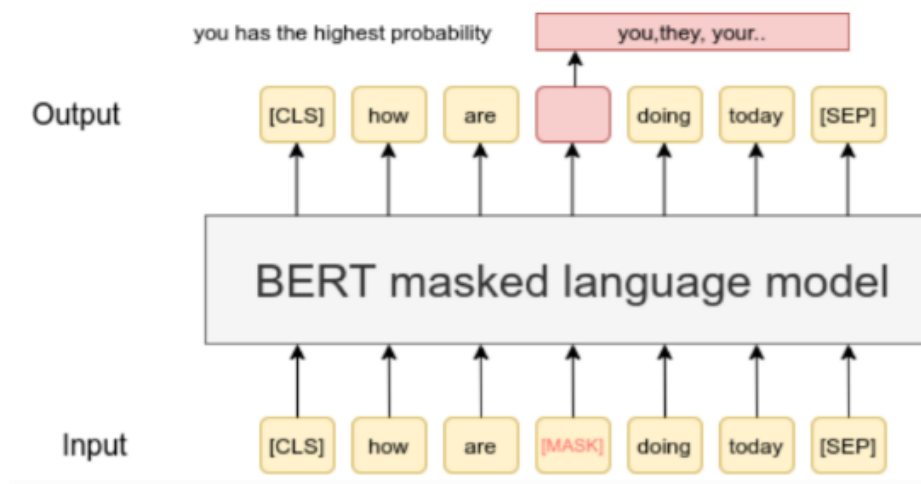 you has the highest probability
you,they, your..
Output
[CLS] how are doing today [SEP]
BERT masked language model
Input
[CLS] how are [MASK] doing today [SEP]